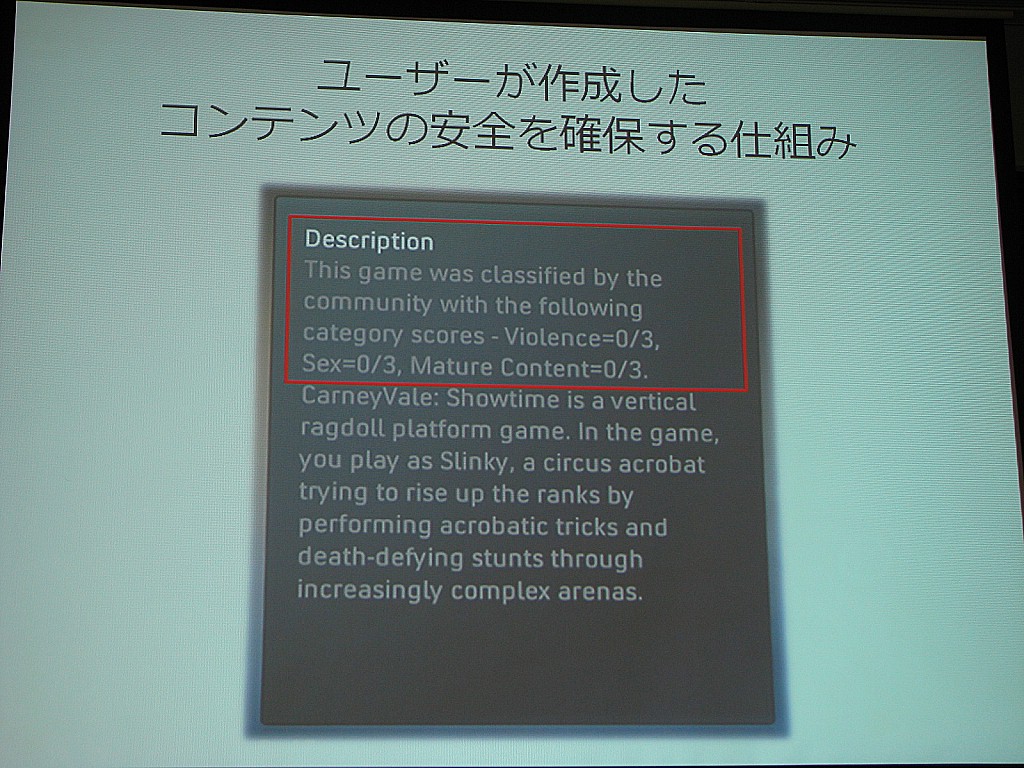 ユーザーが作成した
コンテンツの安全を確保する仕組み
Description
This game was classified by the
community with the following
category scores - Violence=0/3,
Sex=0/3, Mature Content=0/3.
CarneyVale: Showtime is a vertical
ragdoll platform game. In the game,
you play as Slinky, a circus acrobat
trying to rise up the ranks by
performing acrobatic tricks and
death-defying stunts through
increasingly complex arenas.